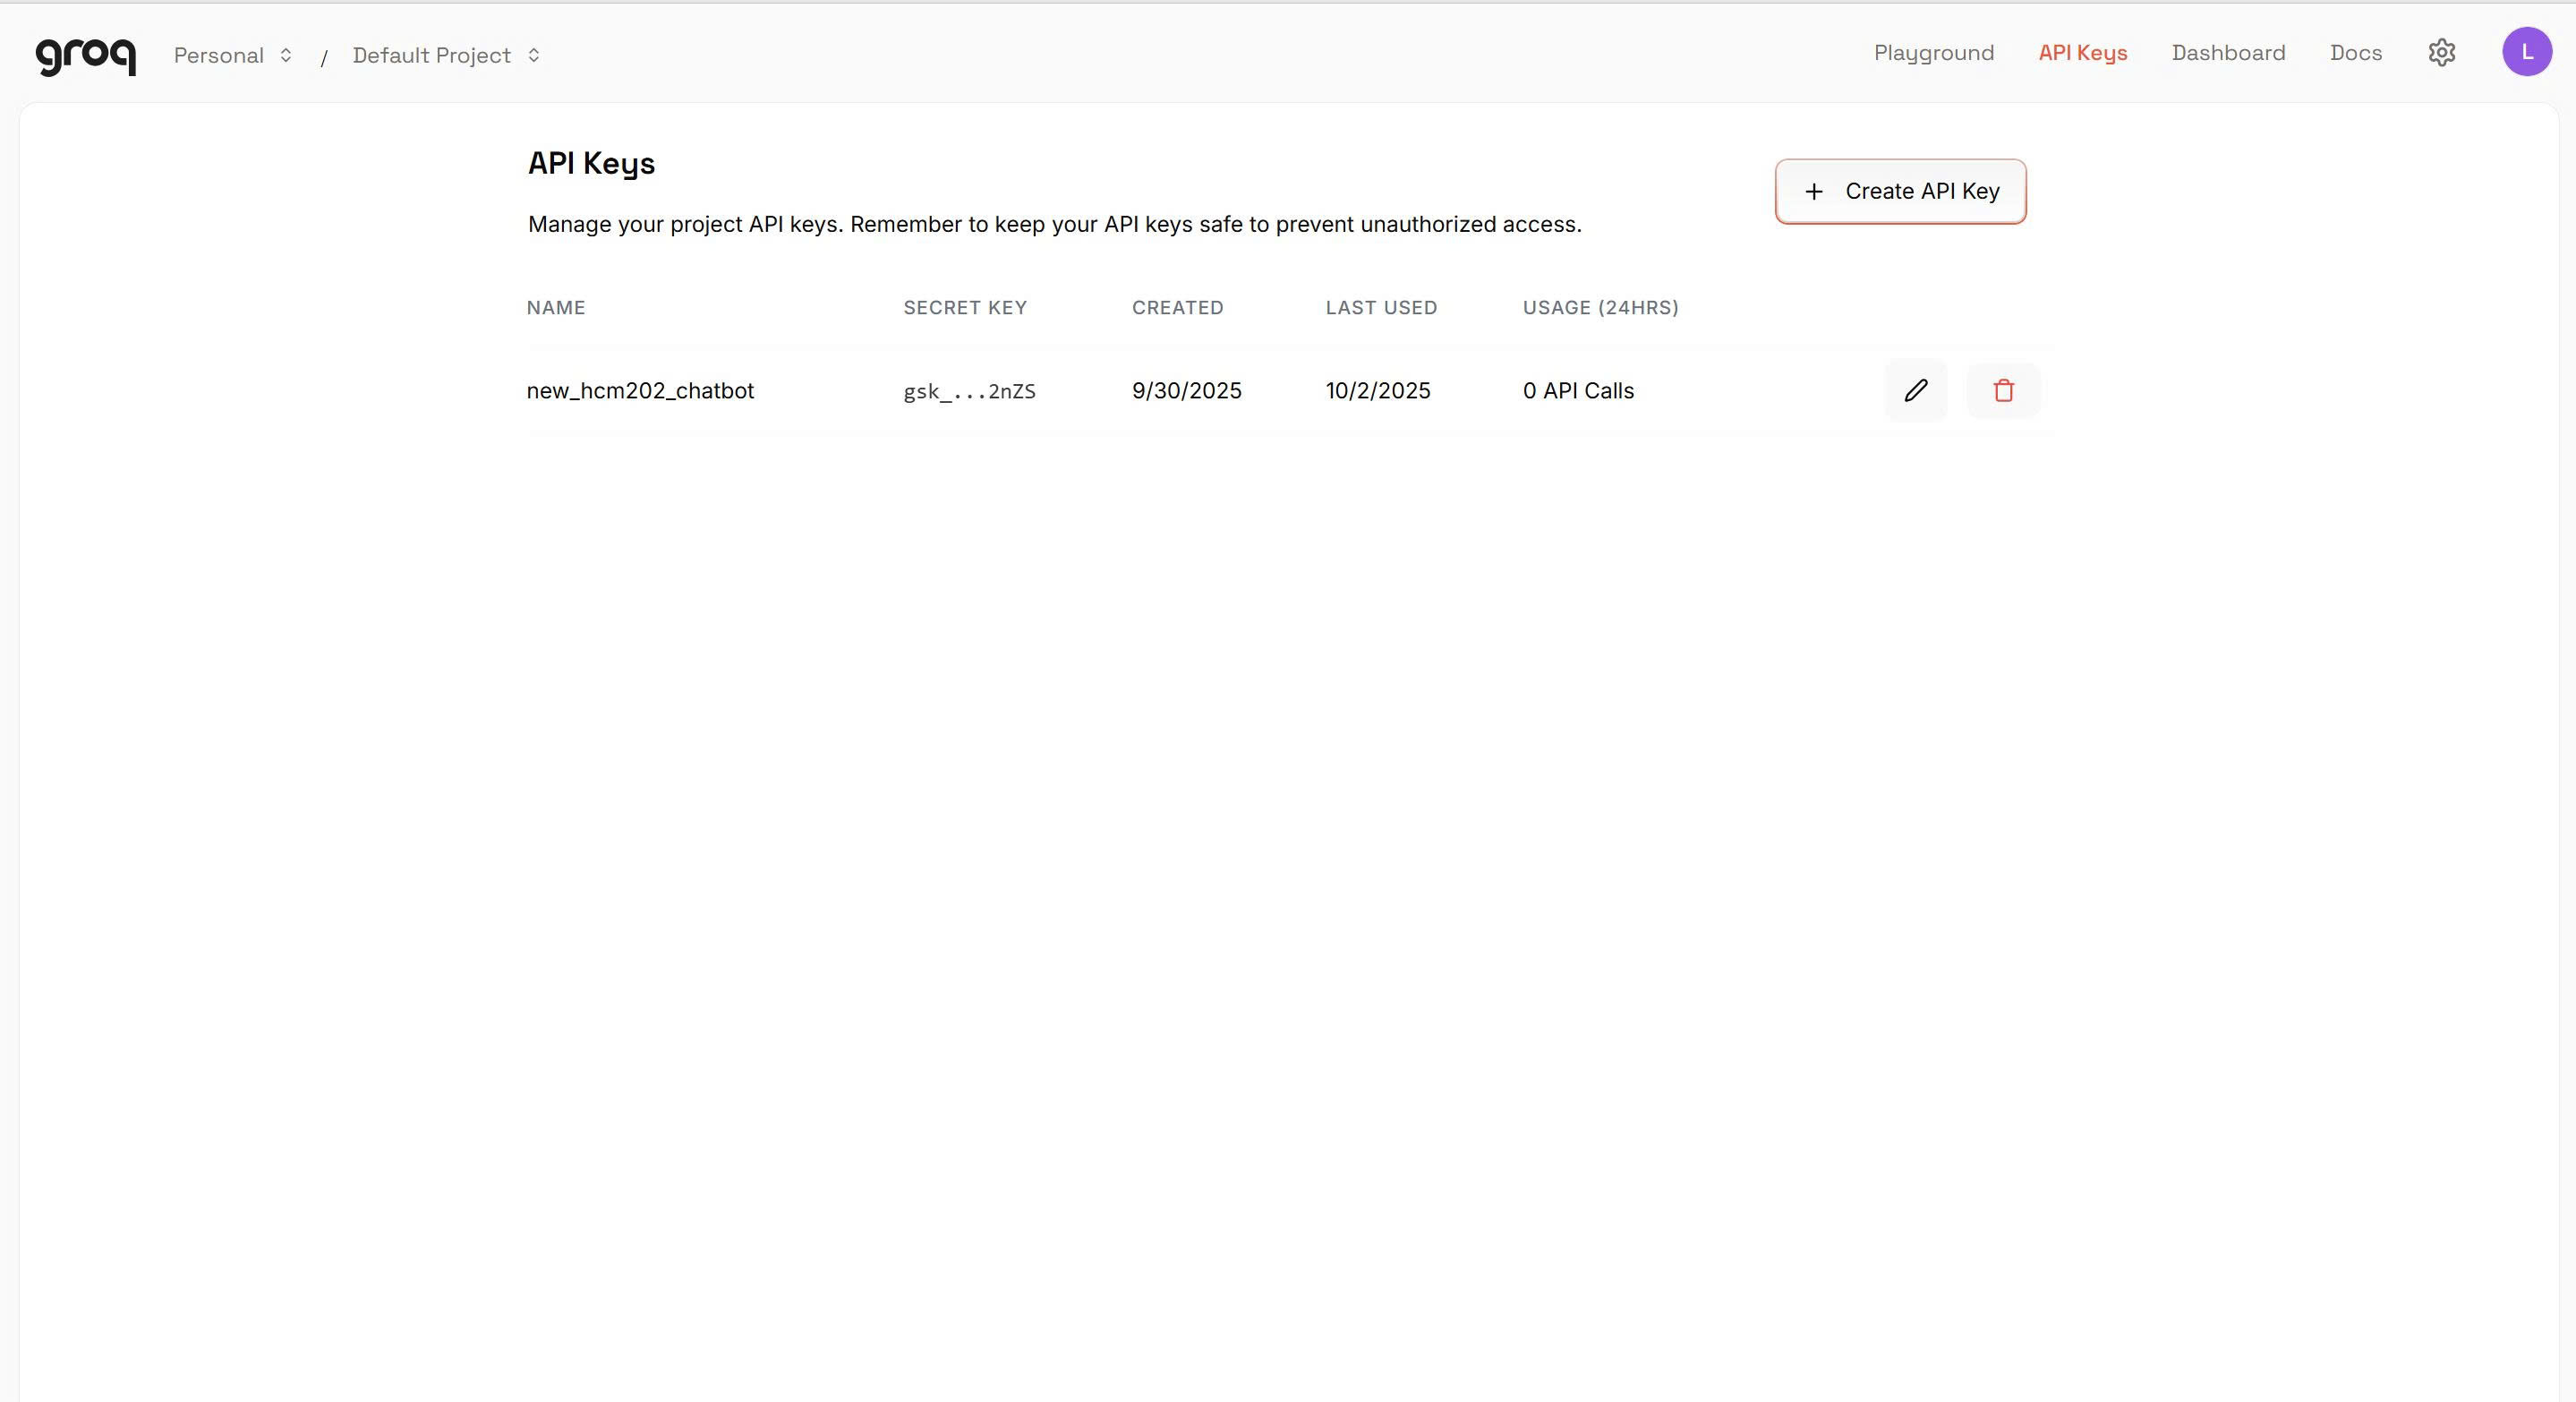 groq Personal / Default Project Playground API Keys Dashboard Docs L
API Keys
Create API Key
Manage your project API keys. Remember to keep your API keys safe to prevent unauthorized access.
NAME SECRET KEY CREATED LAST USED USAGE (24HRS)
new_hcm202_chatbot gsk_...2nZS 9/30/2025 10/2/2025 0 API Calls